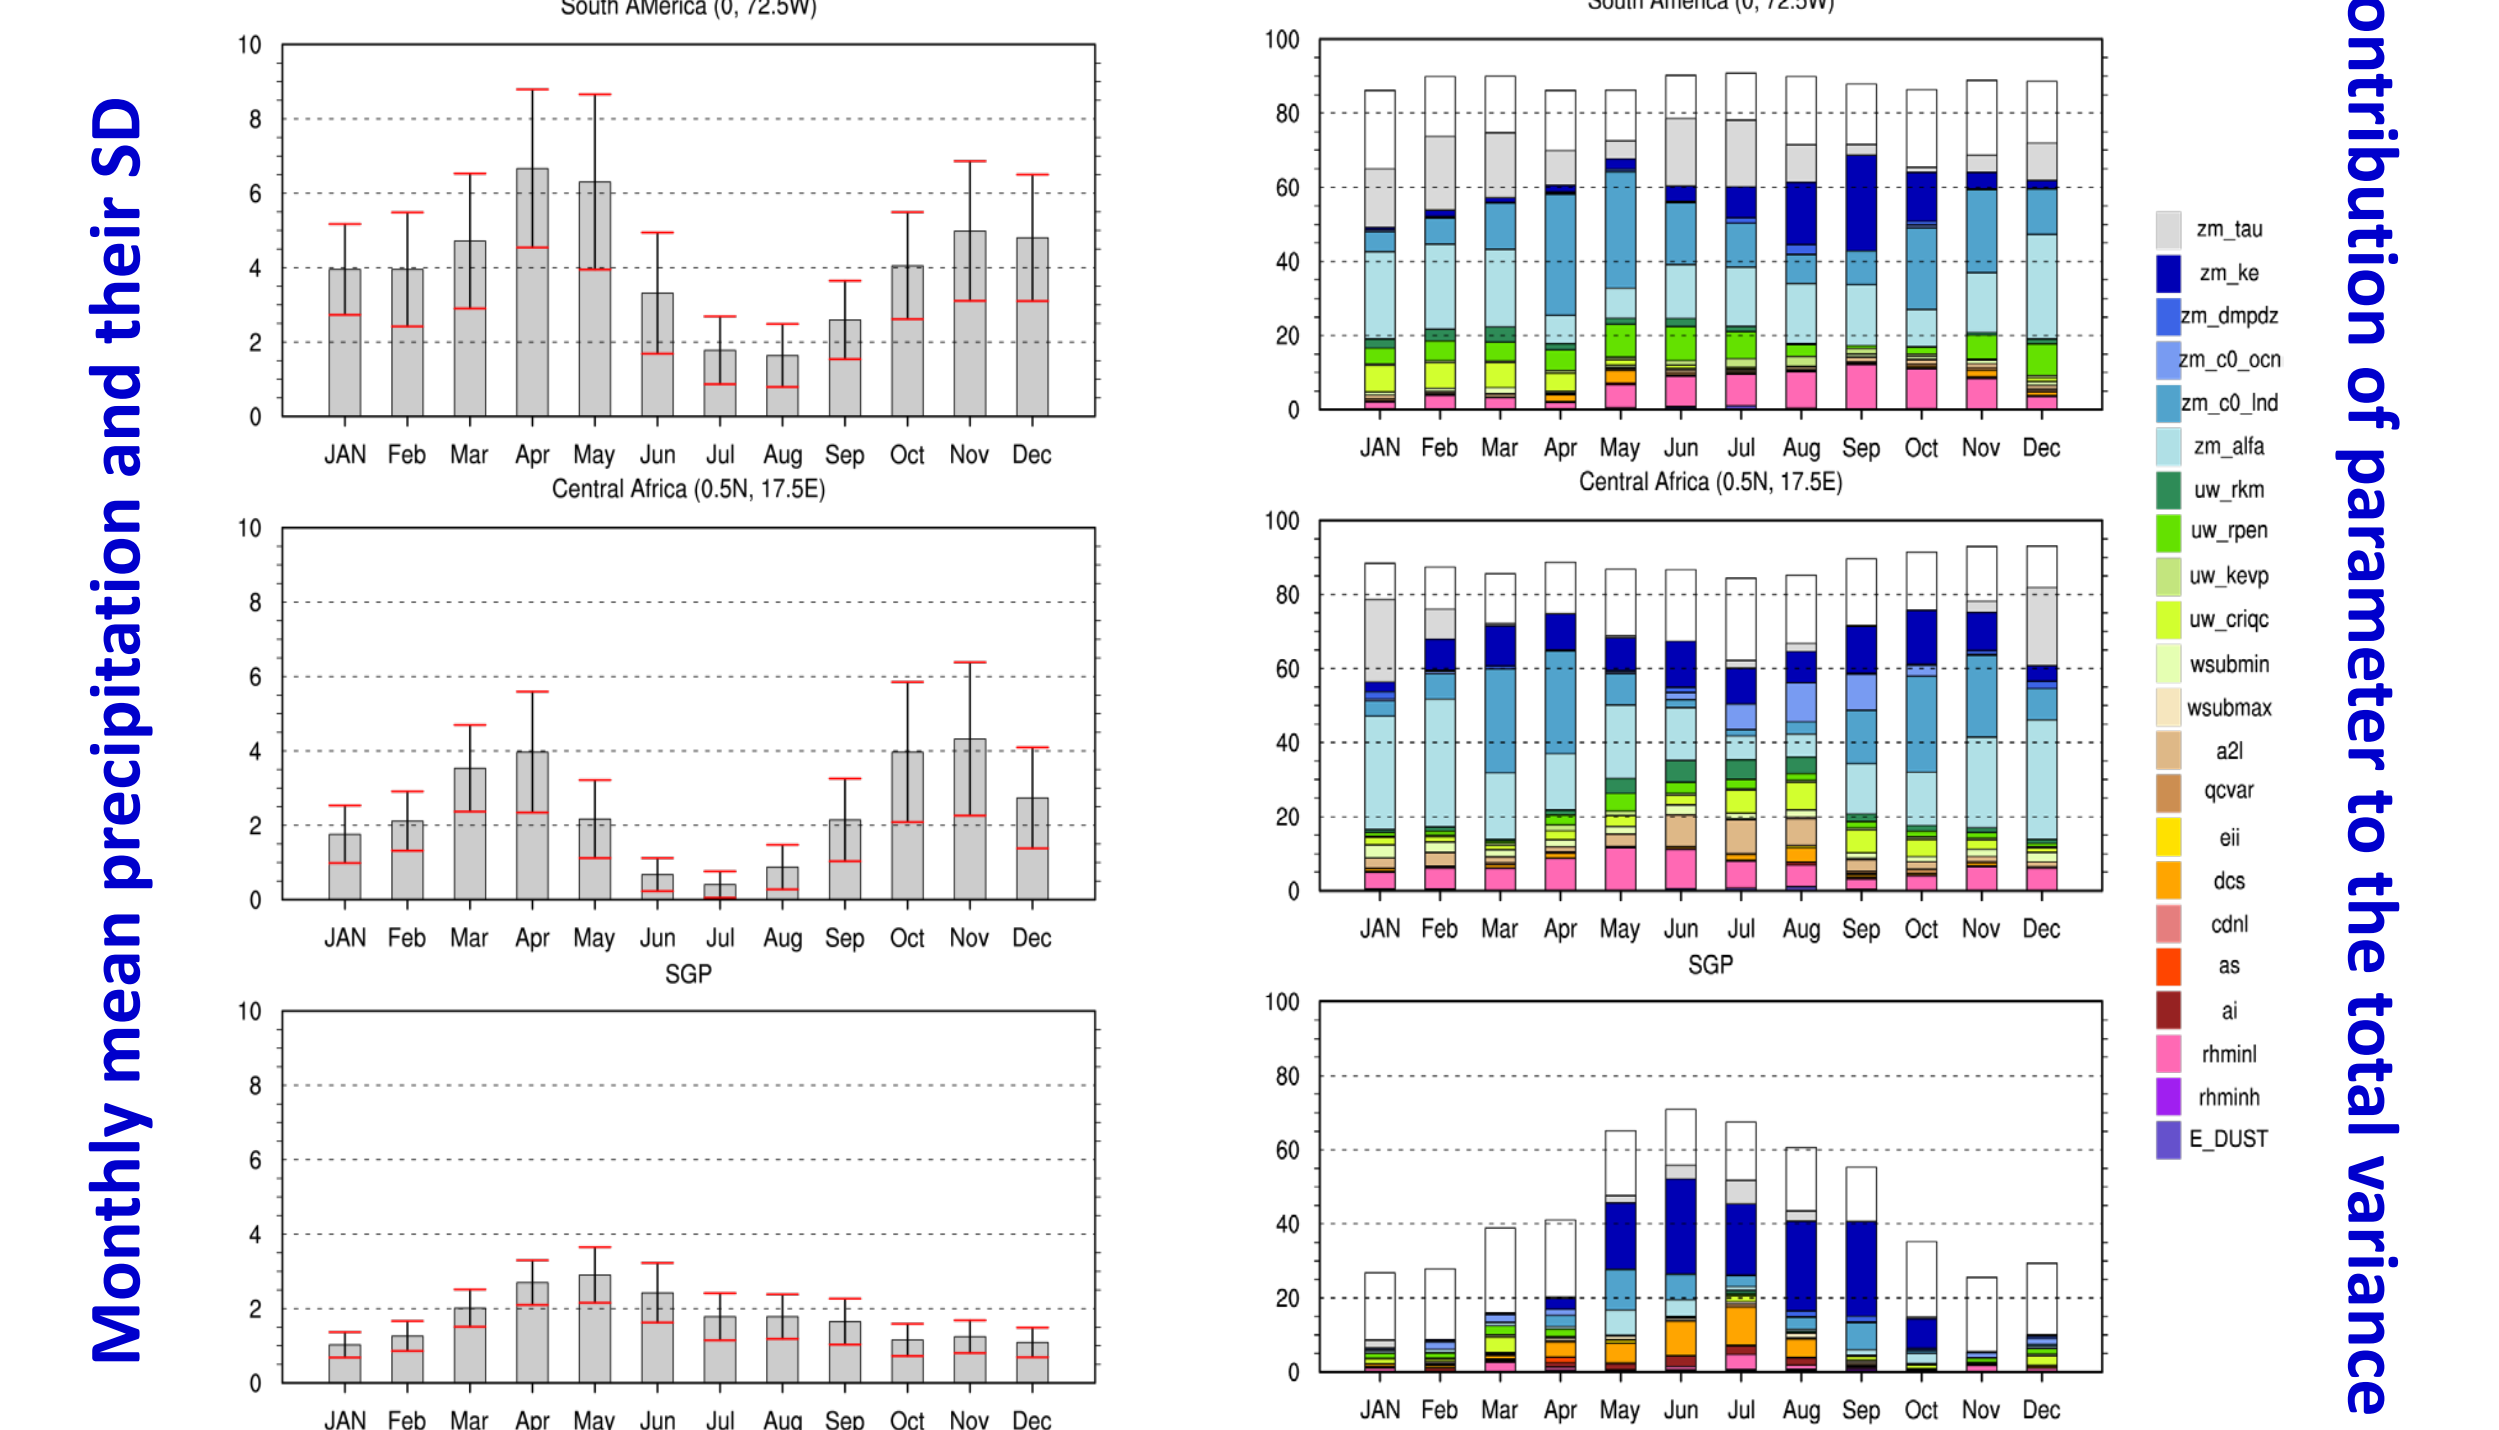 Monthly mean precipitation and their SD
South AMerica (0, 72.5W)
10
8
6
4
2
0
JAN Feb Mar Apr May Jun Jul Aug Sep Oct Nov Dec
Central Africa (0.5N, 17.5E)
10
8
6
4
2
0
JAN Feb Mar Apr May Jun Jul Aug Sep Oct Nov Dec
SGP
10
8
6
4
2
0
JAN Feb Mar Apr May Jun Jul Aug Sep Oct Nov Dec
South America (0, 72.5W)
100
80
60
40
20
0
JAN Feb Mar Apr May Jun Jul Aug Sep Oct Nov Dec
Central Africa (0.5N, 17.5E)
100
80
60
40
20
0
JAN Feb Mar Apr May Jun Jul Aug Sep Oct Nov Dec
SGP
100
80
60
40
20
0
JAN Feb Mar Apr May Jun Jul Aug Sep Oct Nov Dec
zm_tau
zm_ke
zm_dmpdz
zm_c0_ocn
zm_c0_lnd
zm_alfa
uw_rkm
uw_rpen
uw_kevp
uw_criqc
wsubmin
wsubmax
a2l
qcvar
eii
dcs
cdnl
as
ai
rhminl
rhminh
E_DUST
ontribution of parameter to the total variance